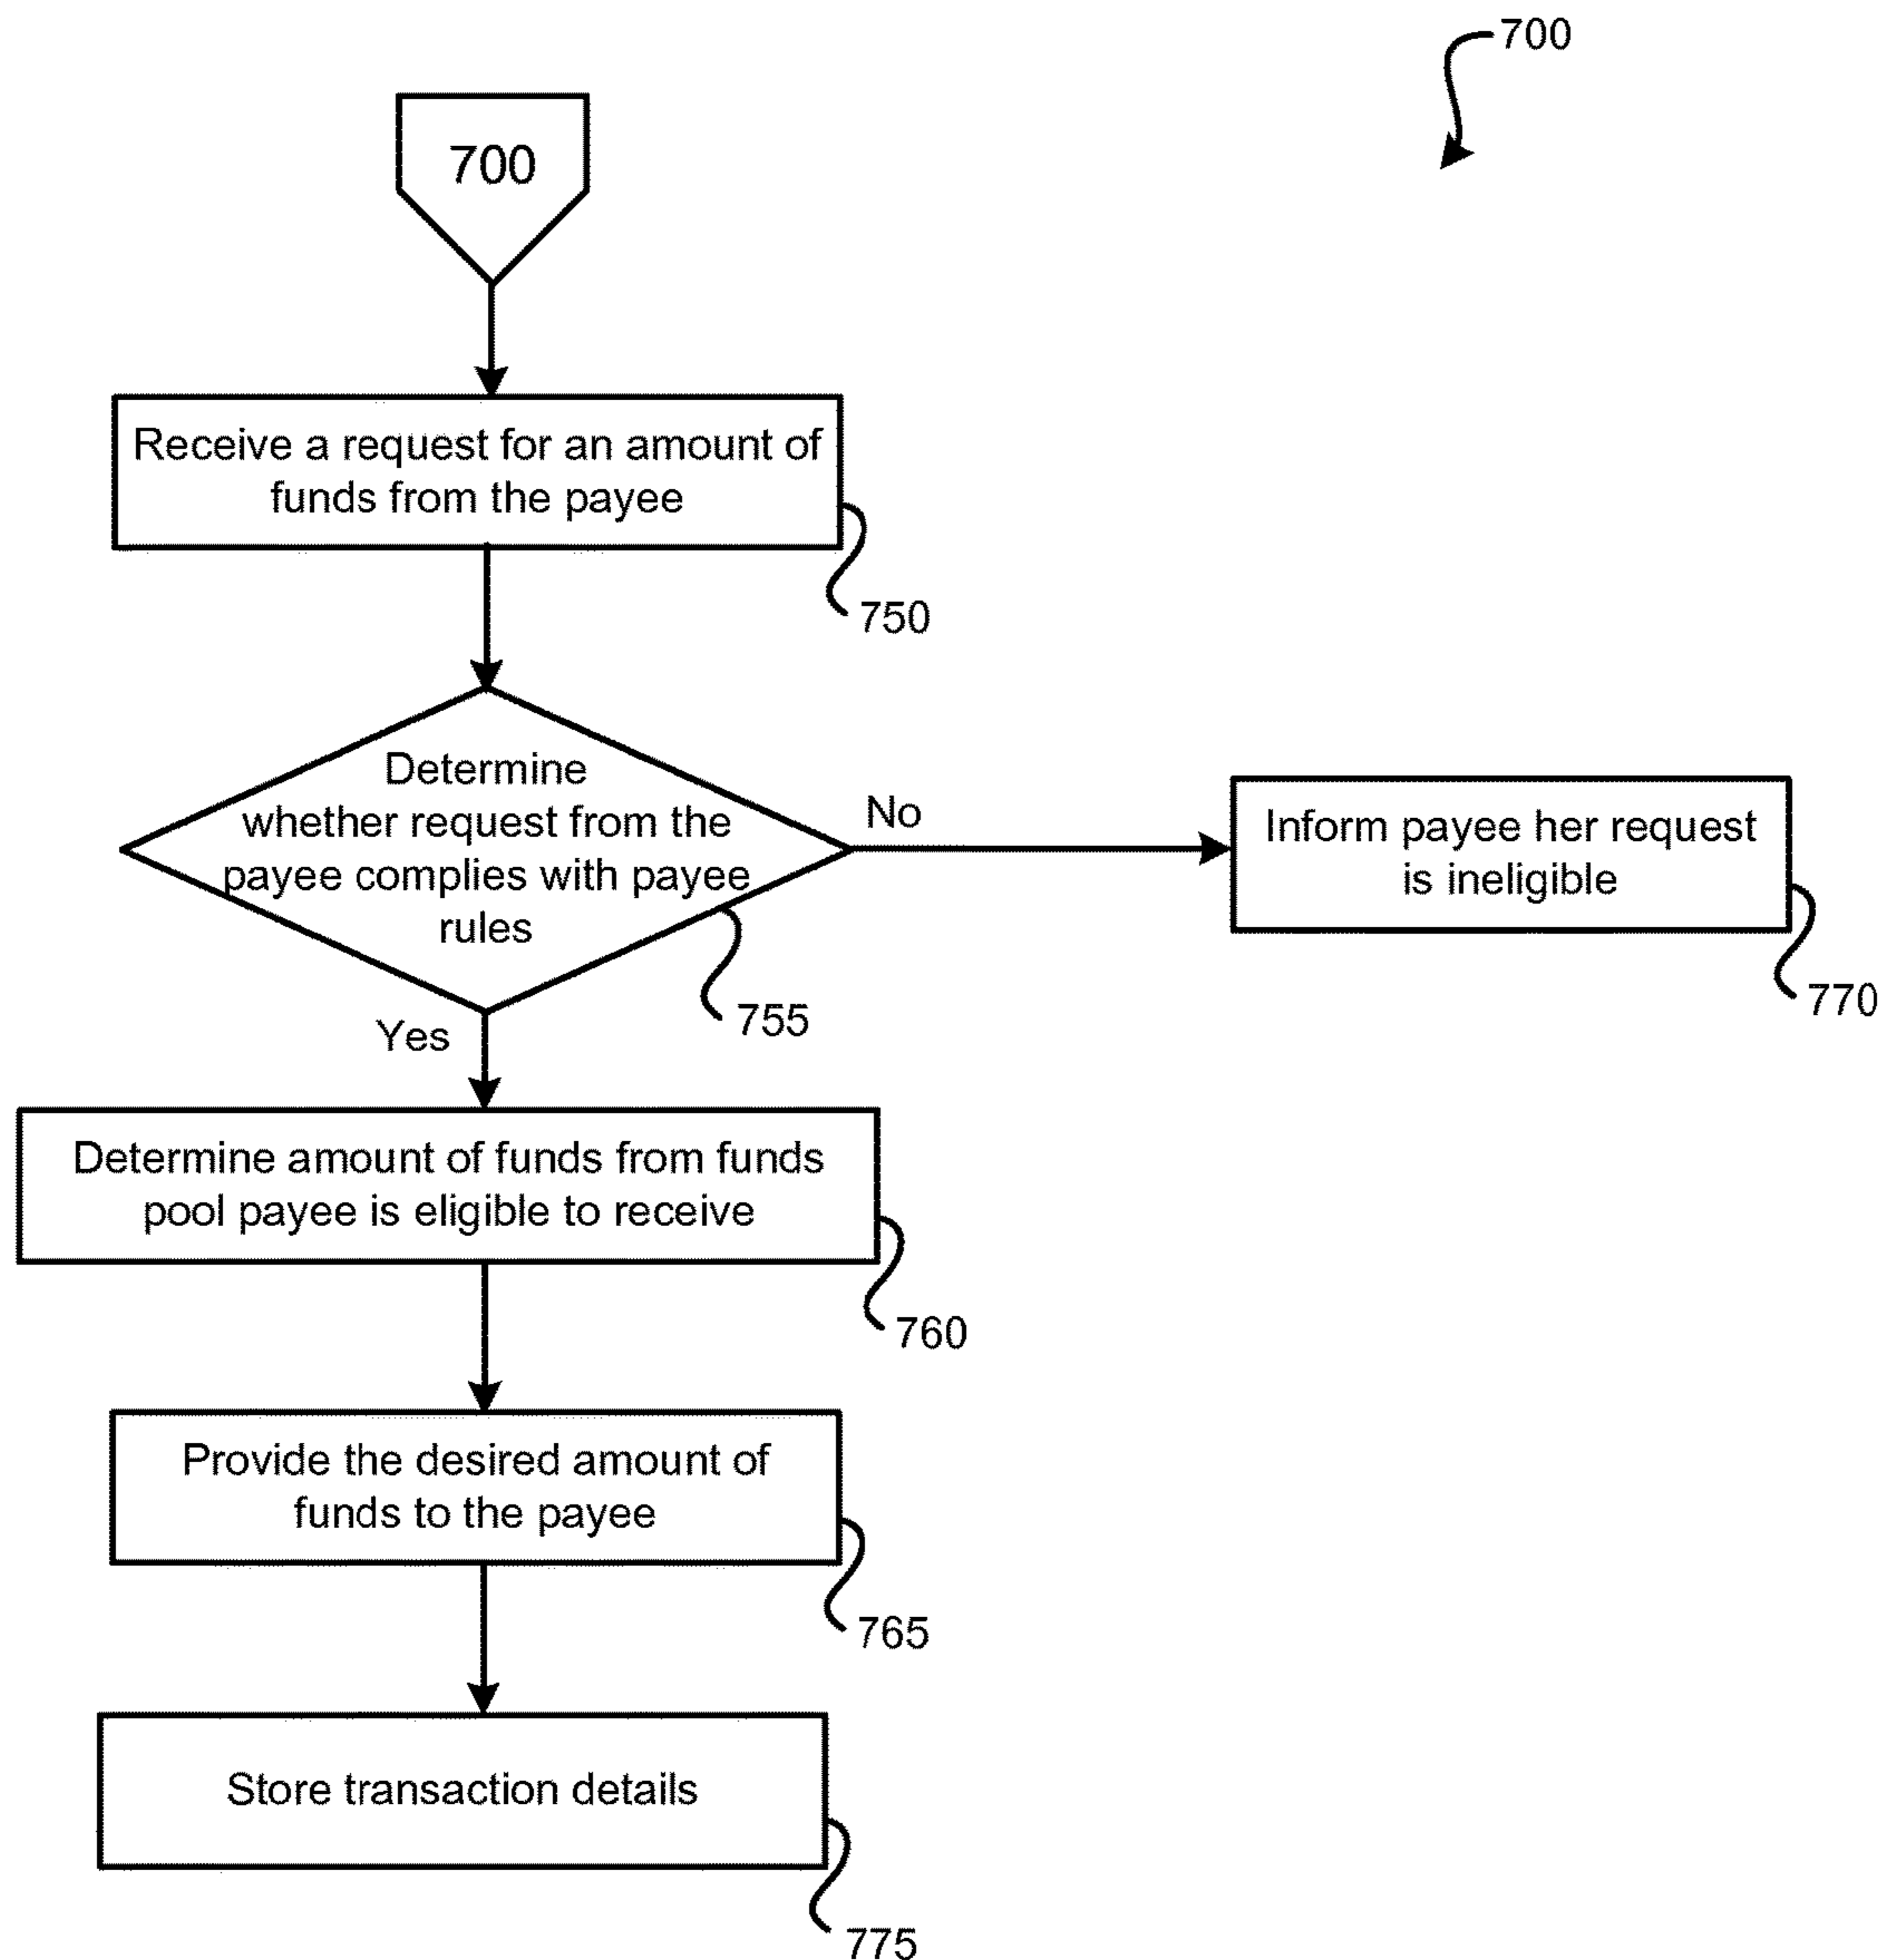 700
700
Receive a request for an amount of
funds from the payee
750
Determine
whether request from the
payee complies with payee
rules
755
No
Inform payee her request
is ineligible
770
Yes
Determine amount of funds from funds
pool payee is eligible to receive
760
Provide the desired amount of
funds to the payee
765
Store transaction details
775